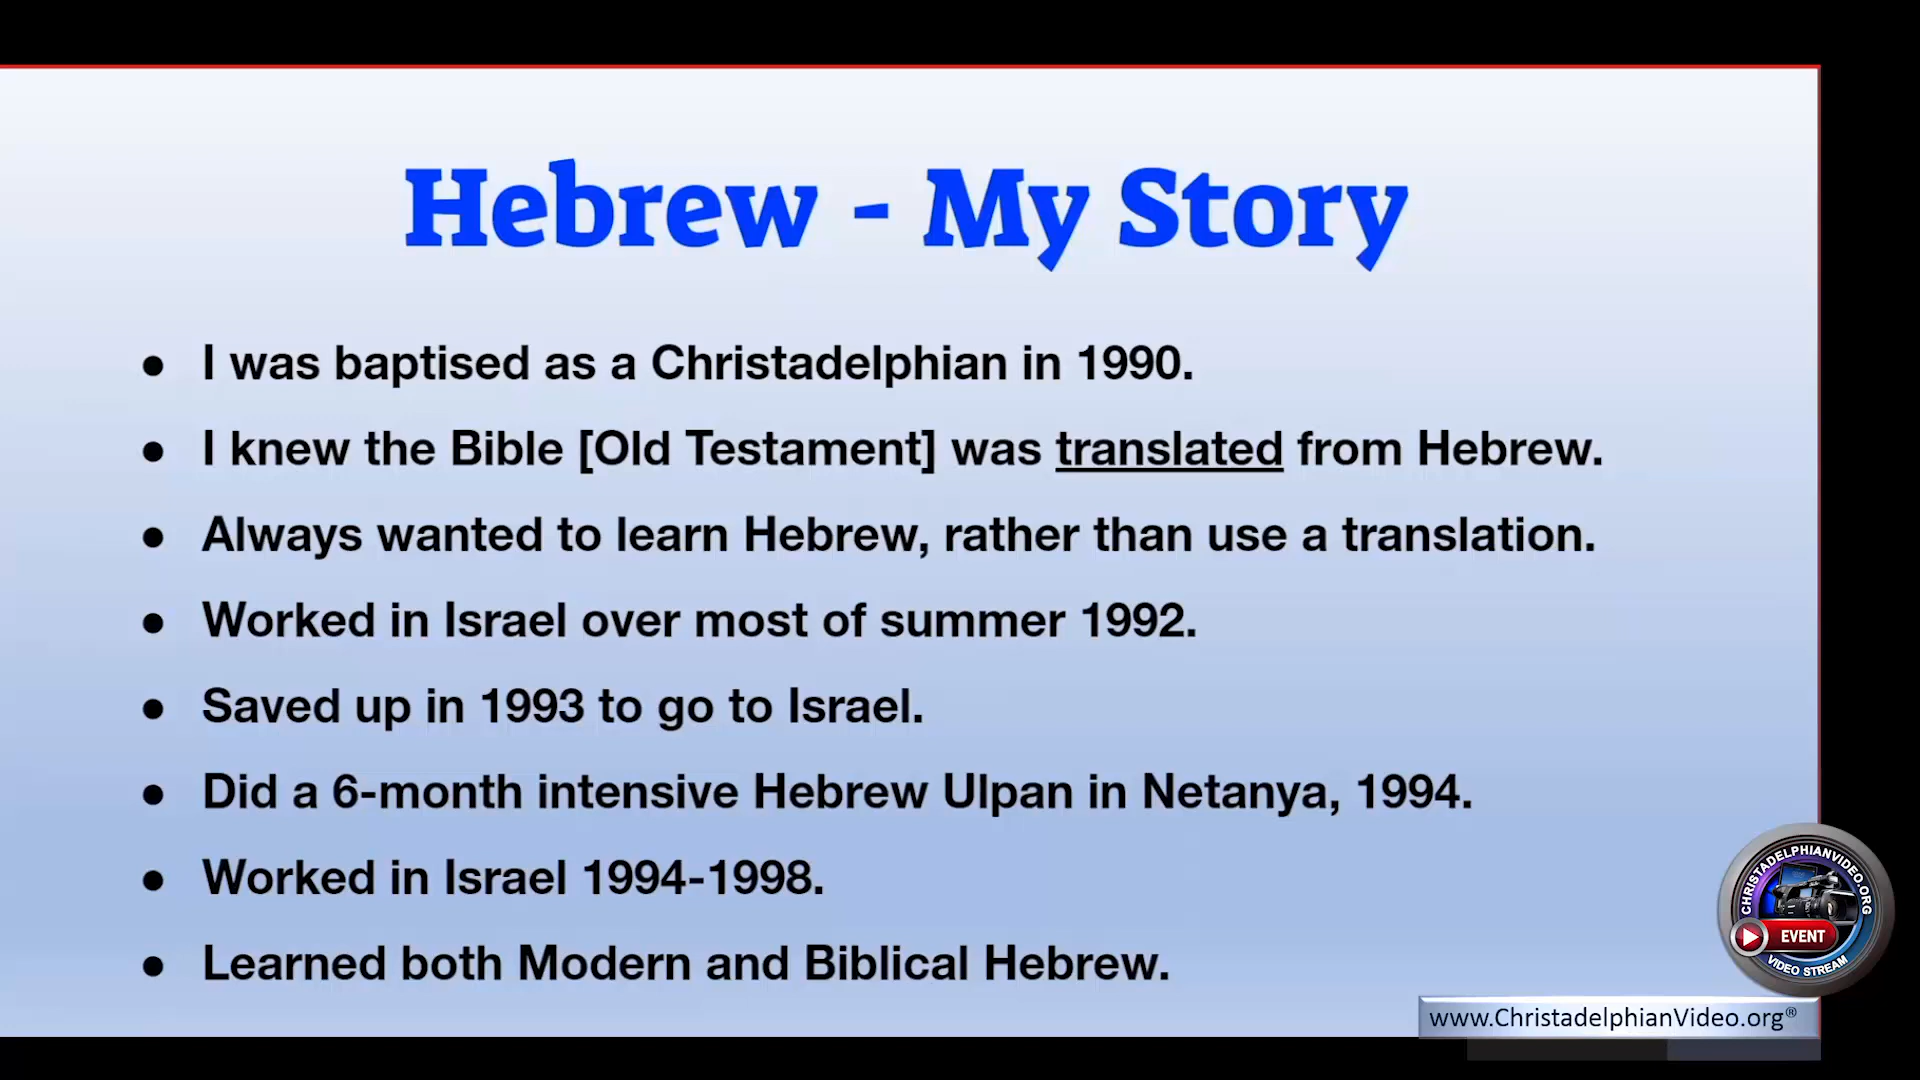 Hebrew - My Story
● I was baptised as a Christadelphian in 1990.
● I knew the Bible [Old Testament] was translated from Hebrew.
● Always wanted to learn Hebrew, rather than use a translation.
● Worked in Israel over most of summer 1992.
● Saved up in 1993 to go to Israel.
● Did a 6-month intensive Hebrew Ulpan in Netanya, 1994.
● Worked in Israel 1994-1998.
● Learned both Modern and Biblical Hebrew.
CHRISTADELPHIANVIDEO.ORG
EVENT
VIDEO STREAM
www.ChristadelphianVideo.org®